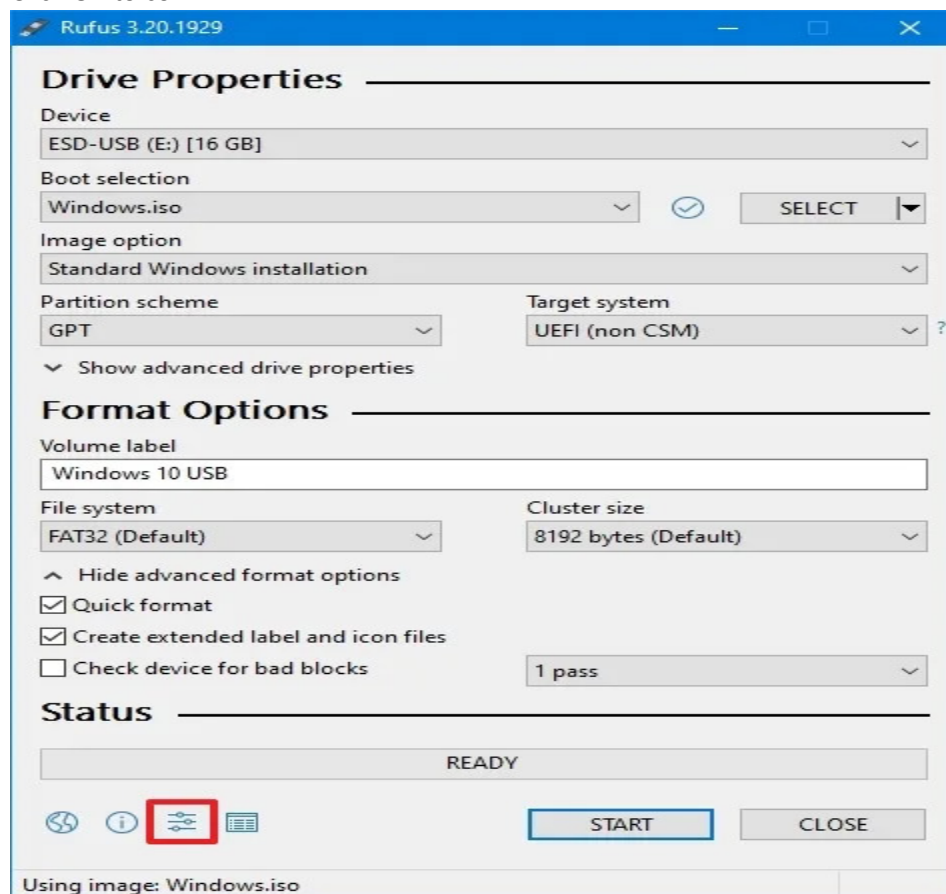 Rufus 3.20.1929
Drive Properties
Device
ESD-USB (E:) [16 GB]
Boot selection
Windows.iso
SELECT
Image option
Standard Windows installation
Partition scheme
Target system
GPT
UEFI (non CSM)
?
Show advanced drive properties
Format Options
Volume label
Windows 10 USB
File system
Cluster size
FAT32 (Default)
8192 bytes (Default)
Hide advanced format options
Quick format
Create extended label and icon files
Check device for bad blocks
1 pass
Status
READY
START
CLOSE
Using image: Windows.iso